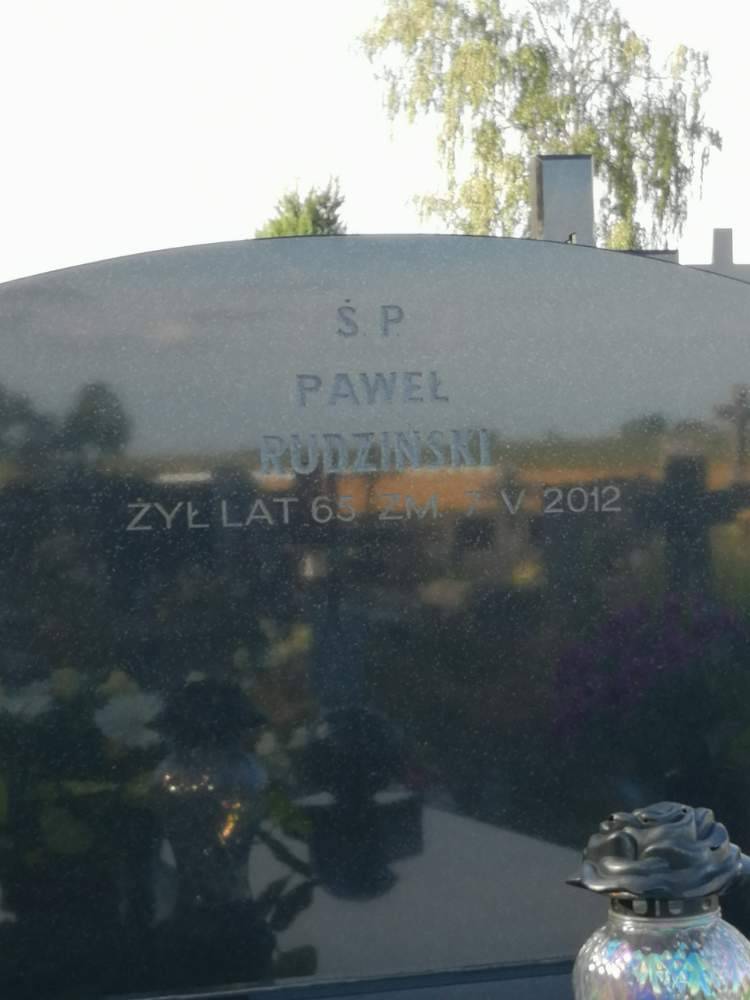 Ś. P.
PAWEŁ
RUDZIŃSKI
ŻYŁ LAT 65 ZM. 7 V 2012